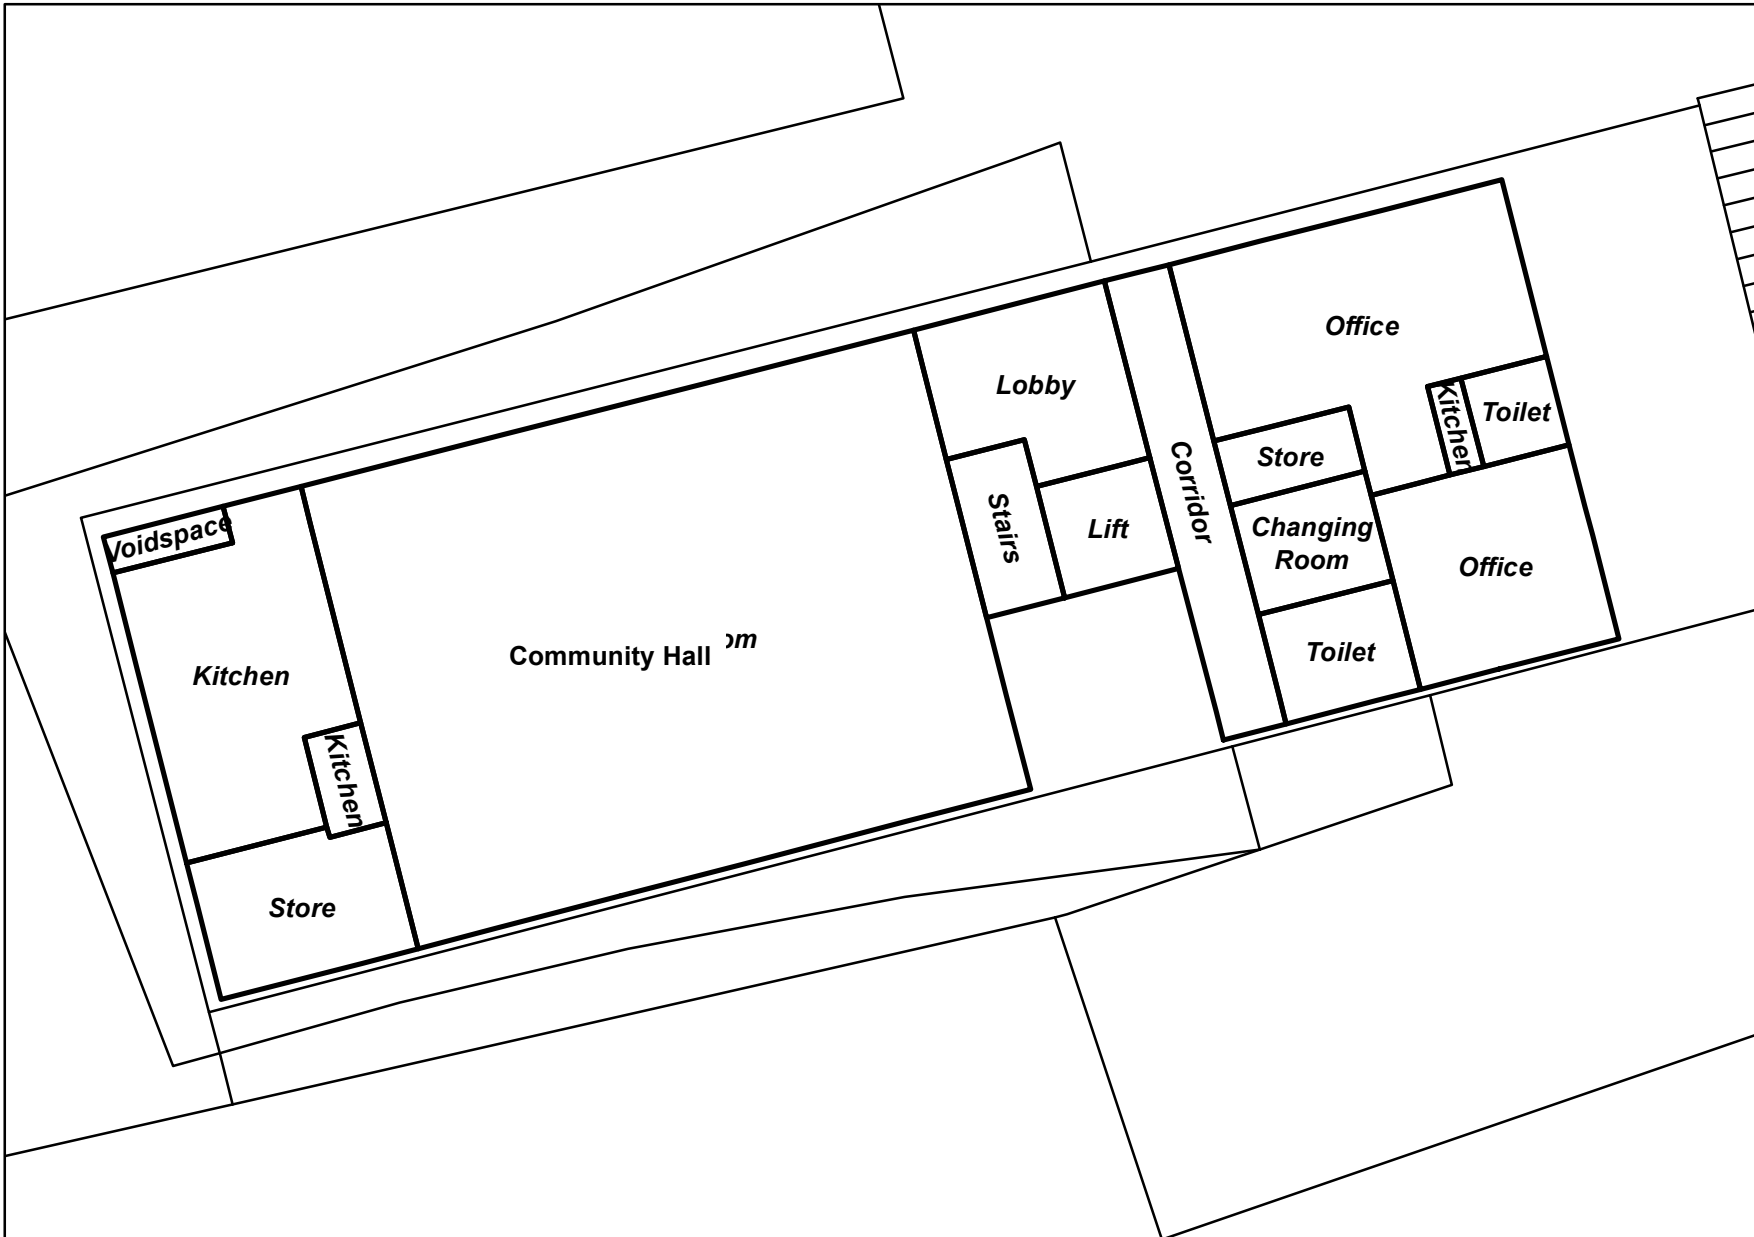 Office
Lobby
Kitchen
Toilet
Store
Corridor
Stairs
Lift
Changing
Room
Office
Voidspace
Community Hall
Toilet
Kitchen
Kitchen
Store